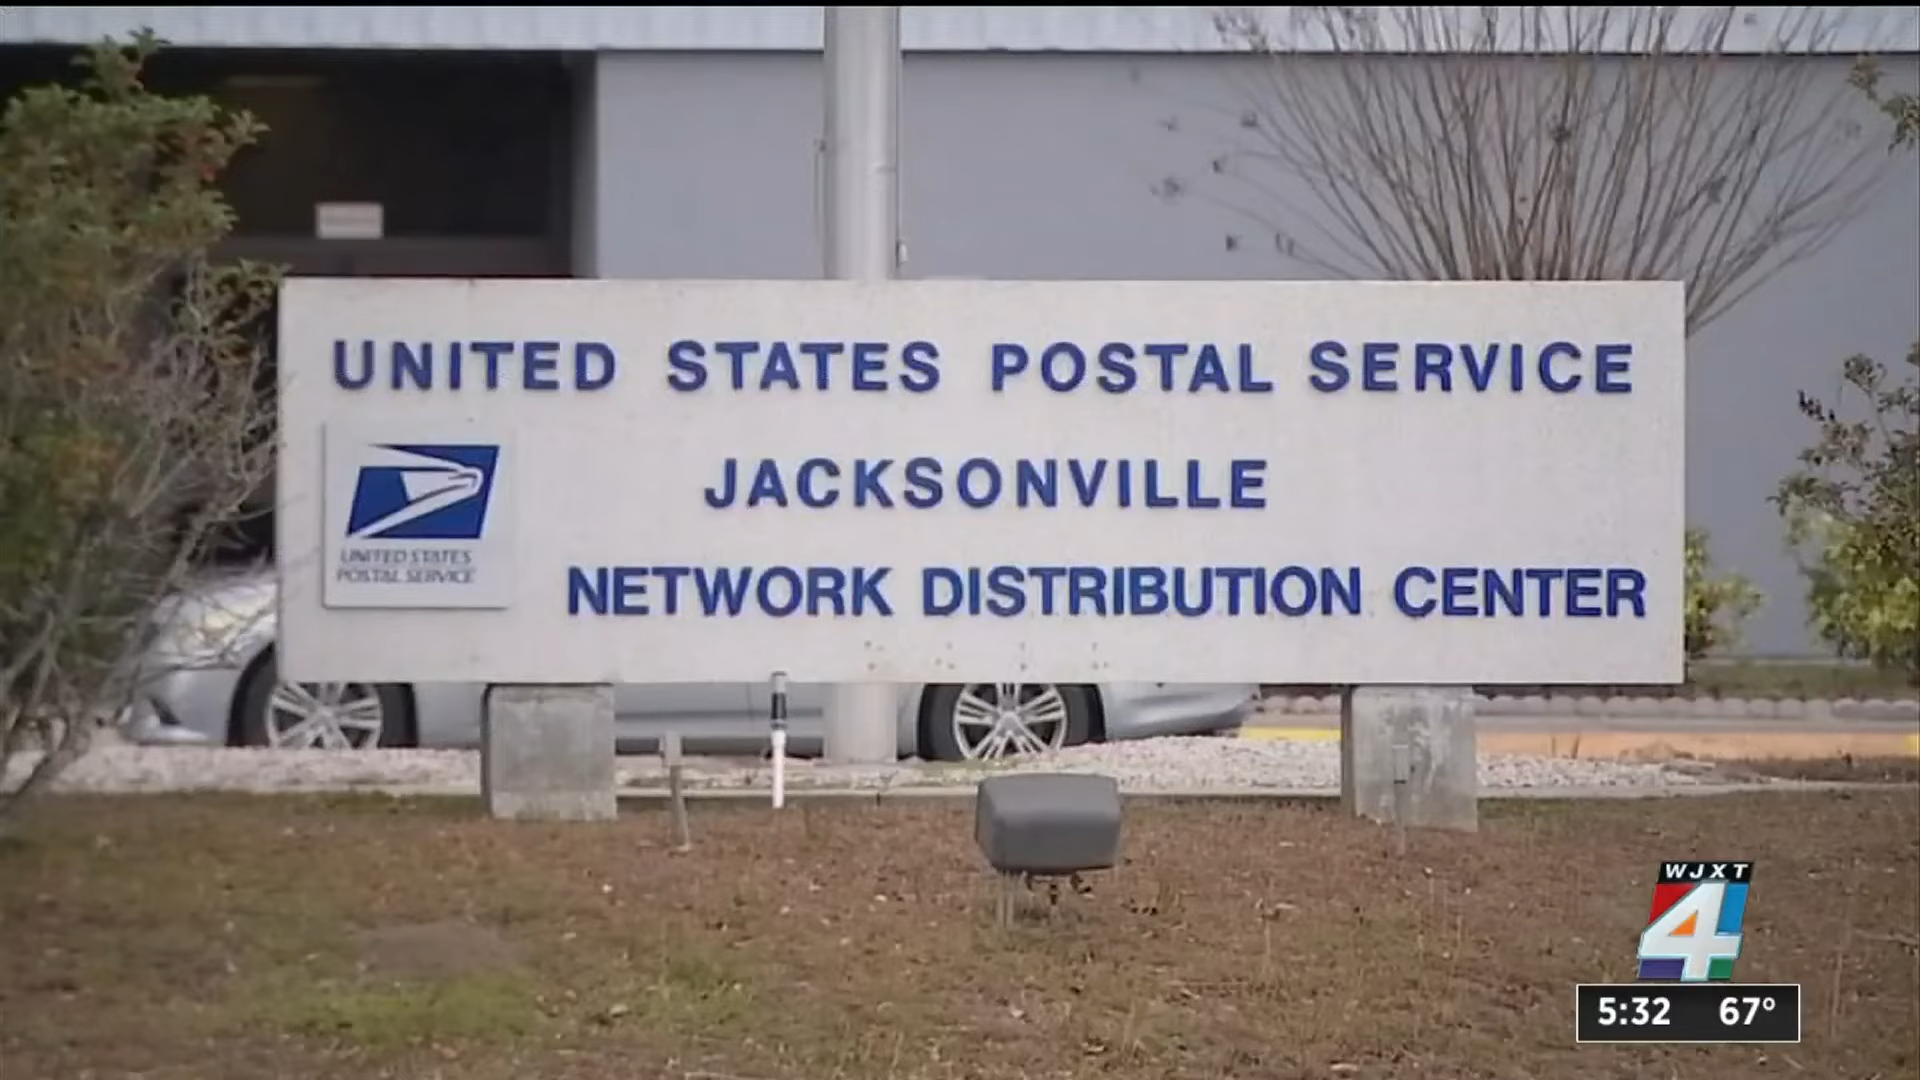 UNITED STATES POSTAL SERVICE
JACKSONVILLE
UNITED STATES
POSTAL SERVICE
NETWORK DISTRIBUTION CENTER
WJXT
4
5:32 67°